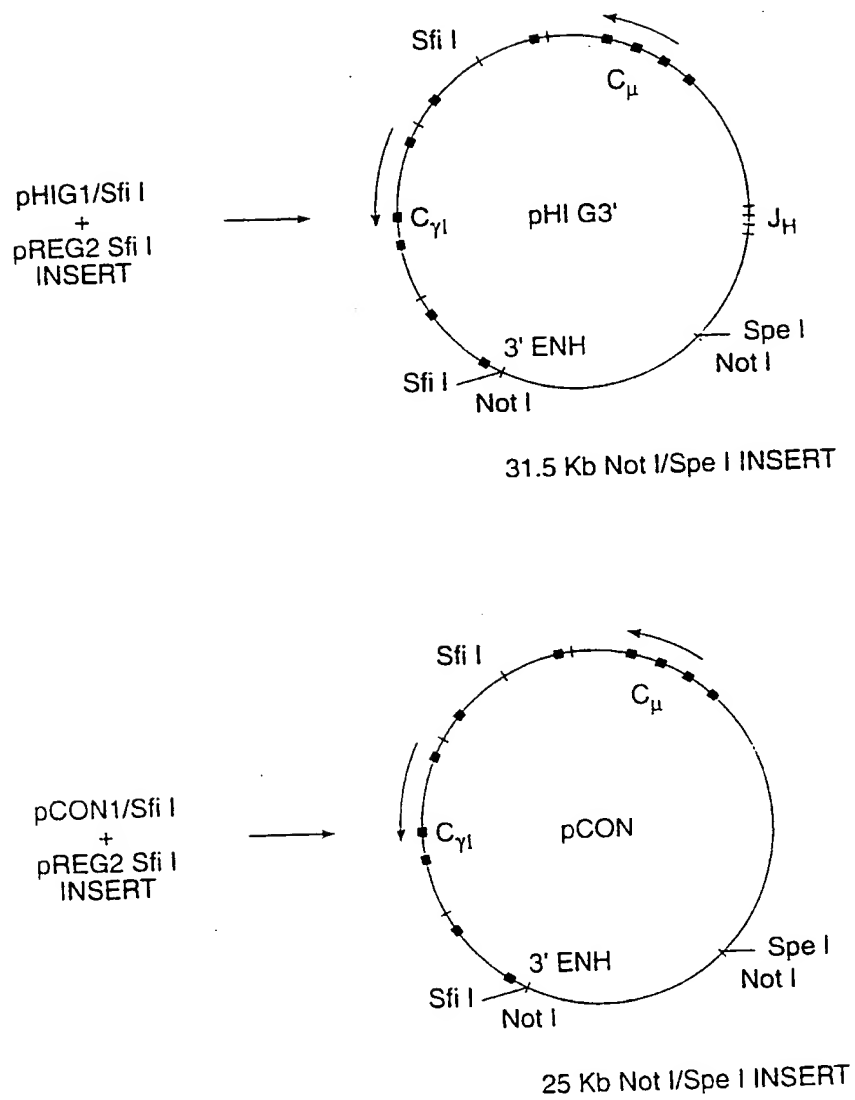 Sfi I
Cμ
pHIG1/Sfi I
+
pREG2 Sfi I
INSERT
CγI
pHI G3'
JH
Spe I
Not I
3' ENH
Sfi I
Not I
31.5 Kb Not I/Spe I INSERT
Sfi I
Cμ
pCON1/Sfi I
+
pREG2 Sfi I
INSERT
CγI
pCON
Spe I
Not I
3' ENH
Sfi I
Not I
25 Kb Not I/Spe I INSERT